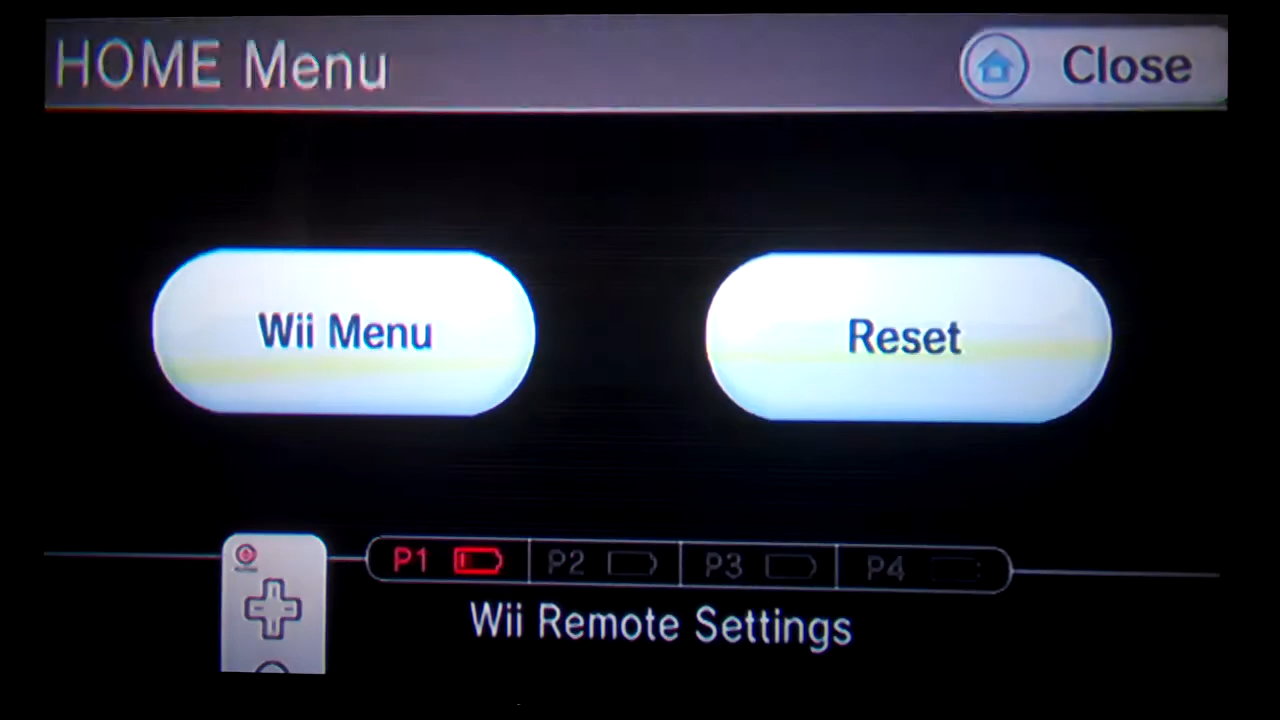 HOME Menu
Close
Wii Menu
Reset
P1
P2
P3
P4
Wii Remote Settings